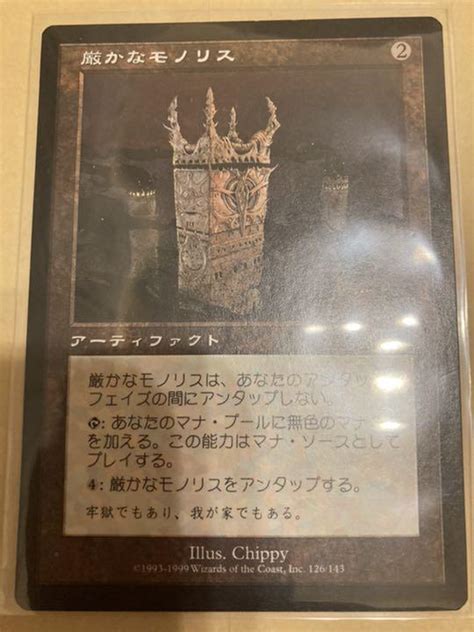 厳かなモノリス 2
アーティファクト
厳かなモノリスは、あなたのアンタップ・
フェイズの間にアンタップしない。
: あなたのマナ・プールに無色のマナ
を加える。この能力はマナ・ソースとして
プレイする。
4: 厳かなモノリスをアンタップする。
牢獄でもあり、我が家でもある。
Illus. Chippy
©1993-1999 Wizards of the Coast, Inc. 126/143